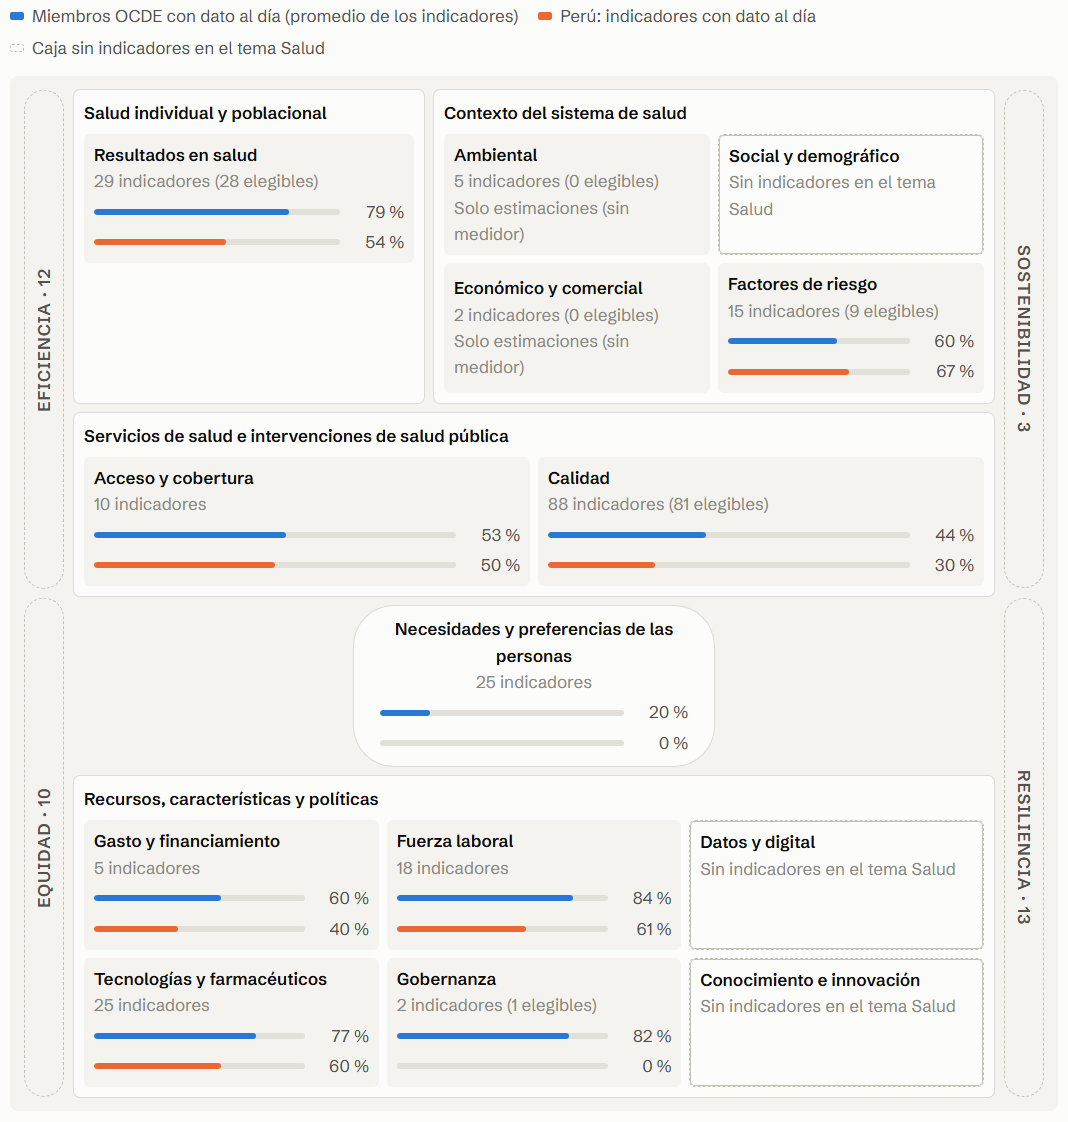 Miembros OCDE con dato al día (promedio de los indicadores)
Perú: indicadores con dato al día
Caja sin indicadores en el tema Salud
EFICIENCIA · 12
Salud individual y poblacional
Resultados en salud
29 indicadores (28 elegibles)
79 %
54 %
Contexto del sistema de salud
Ambiental
5 indicadores (0 elegibles)
Solo estimaciones (sin
medidor)
Social y demográfico
Sin indicadores en el tema
Salud
Económico y comercial
2 indicadores (0 elegibles)
Solo estimaciones (sin
medidor)
Factores de riesgo
15 indicadores (9 elegibles)
60 %
67 %
SOSTENIBILIDAD · 3
Servicios de salud e intervenciones de salud pública
Acceso y cobertura
10 indicadores
53 %
50 %
Calidad
88 indicadores (81 elegibles)
44 %
30 %
Necesidades y preferencias de las
personas
25 indicadores
20 %
0 %
EQUIDAD · 10
Recursos, características y políticas
Gasto y financiamiento
5 indicadores
60 %
40 %
Fuerza laboral
18 indicadores
84 %
61 %
Datos y digital
Sin indicadores en el tema Salud
Tecnologías y farmacéuticos
25 indicadores
77 %
60 %
Gobernanza
2 indicadores (1 elegibles)
82 %
0 %
Conocimiento e innovación
Sin indicadores en el tema Salud
RESILIENCIA · 13